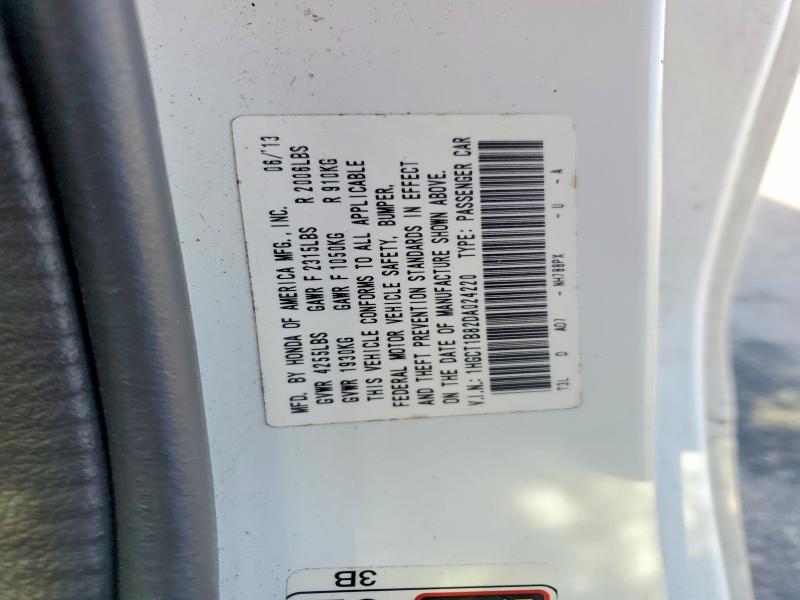 MFD. BY HONDA OF AMERICA MFG., INC. 06/'13
GVWR 4255LBS GAWR F 2315LBS R 2006LBS
GVWR 1930KG GAWR F 1050KG R 910KG
THIS VEHICLE CONFORMS TO ALL APPLICABLE
FEDERAL MOTOR VEHICLE SAFETY, BUMPER,
AND THEFT PREVENTION STANDARDS IN EFFECT
ON THE DATE OF MANUFACTURE SHOWN ABOVE.
V.I.N.: 1HGCT1B82DA024220 TYPE: PASSENGER CAR
T3L D A07 - NH788PX - U - A
3B